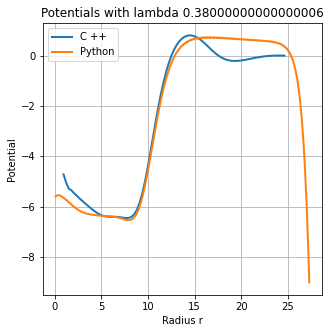 Potentials with lambda 0.38000000000000006
C ++
Python
0
−2
−4
−6
−8
Potential
0
5
10
15
20
25
Radius r